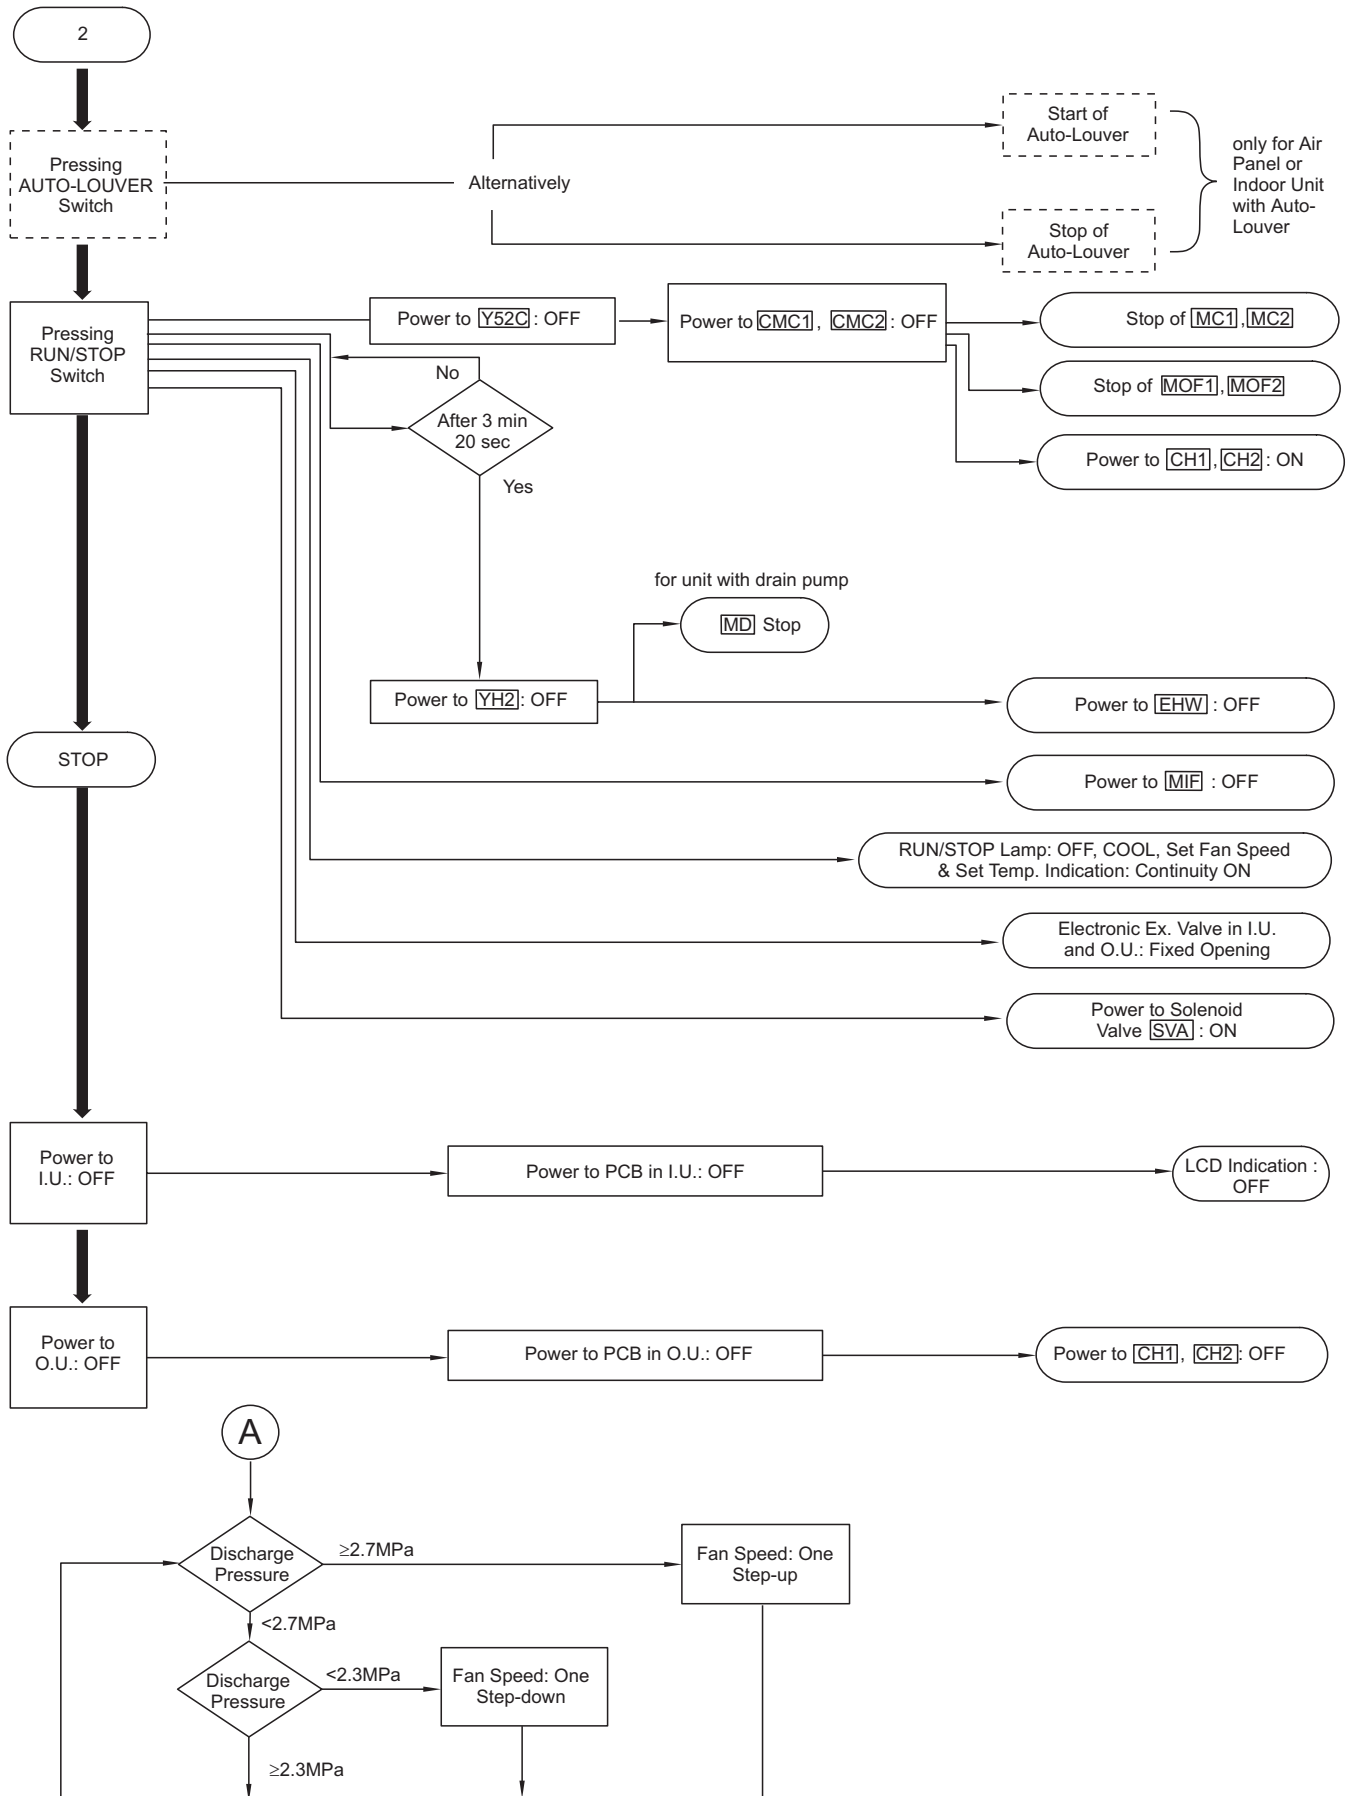 2
Pressing
AUTO-LOUVER
Switch
Alternatively
Start of
Auto-Louver
Stop of
Auto-Louver
only for Air
Panel or
Indoor Unit
with Auto-
Louver
Pressing
RUN/STOP
Switch
Power to Y52C : OFF
Power to CMC1 , CMC2 : OFF
Stop of MC1 , MC2
Stop of MOF1 , MOF2
Power to CH1 , CH2 : ON
No
After 3 min
20 sec
Yes
for unit with drain pump
MD Stop
Power to YH2 : OFF
Power to EHW : OFF
STOP
Power to MIF : OFF
RUN/STOP Lamp: OFF, COOL, Set Fan Speed
& Set Temp. Indication: Continuity ON
Electronic Ex. Valve in I.U.
and O.U.: Fixed Opening
Power to Solenoid
Valve SVA : ON
Power to
I.U.: OFF
Power to PCB in I.U.: OFF
LCD Indication :
OFF
Power to
O.U.: OFF
Power to PCB in O.U.: OFF
Power to CH1 , CH2 : OFF
A
Discharge
Pressure
≥2.7MPa
Fan Speed: One
Step-up
<2.7MPa
Discharge
Pressure
<2.3MPa
Fan Speed: One
Step-down
≥2.3MPa